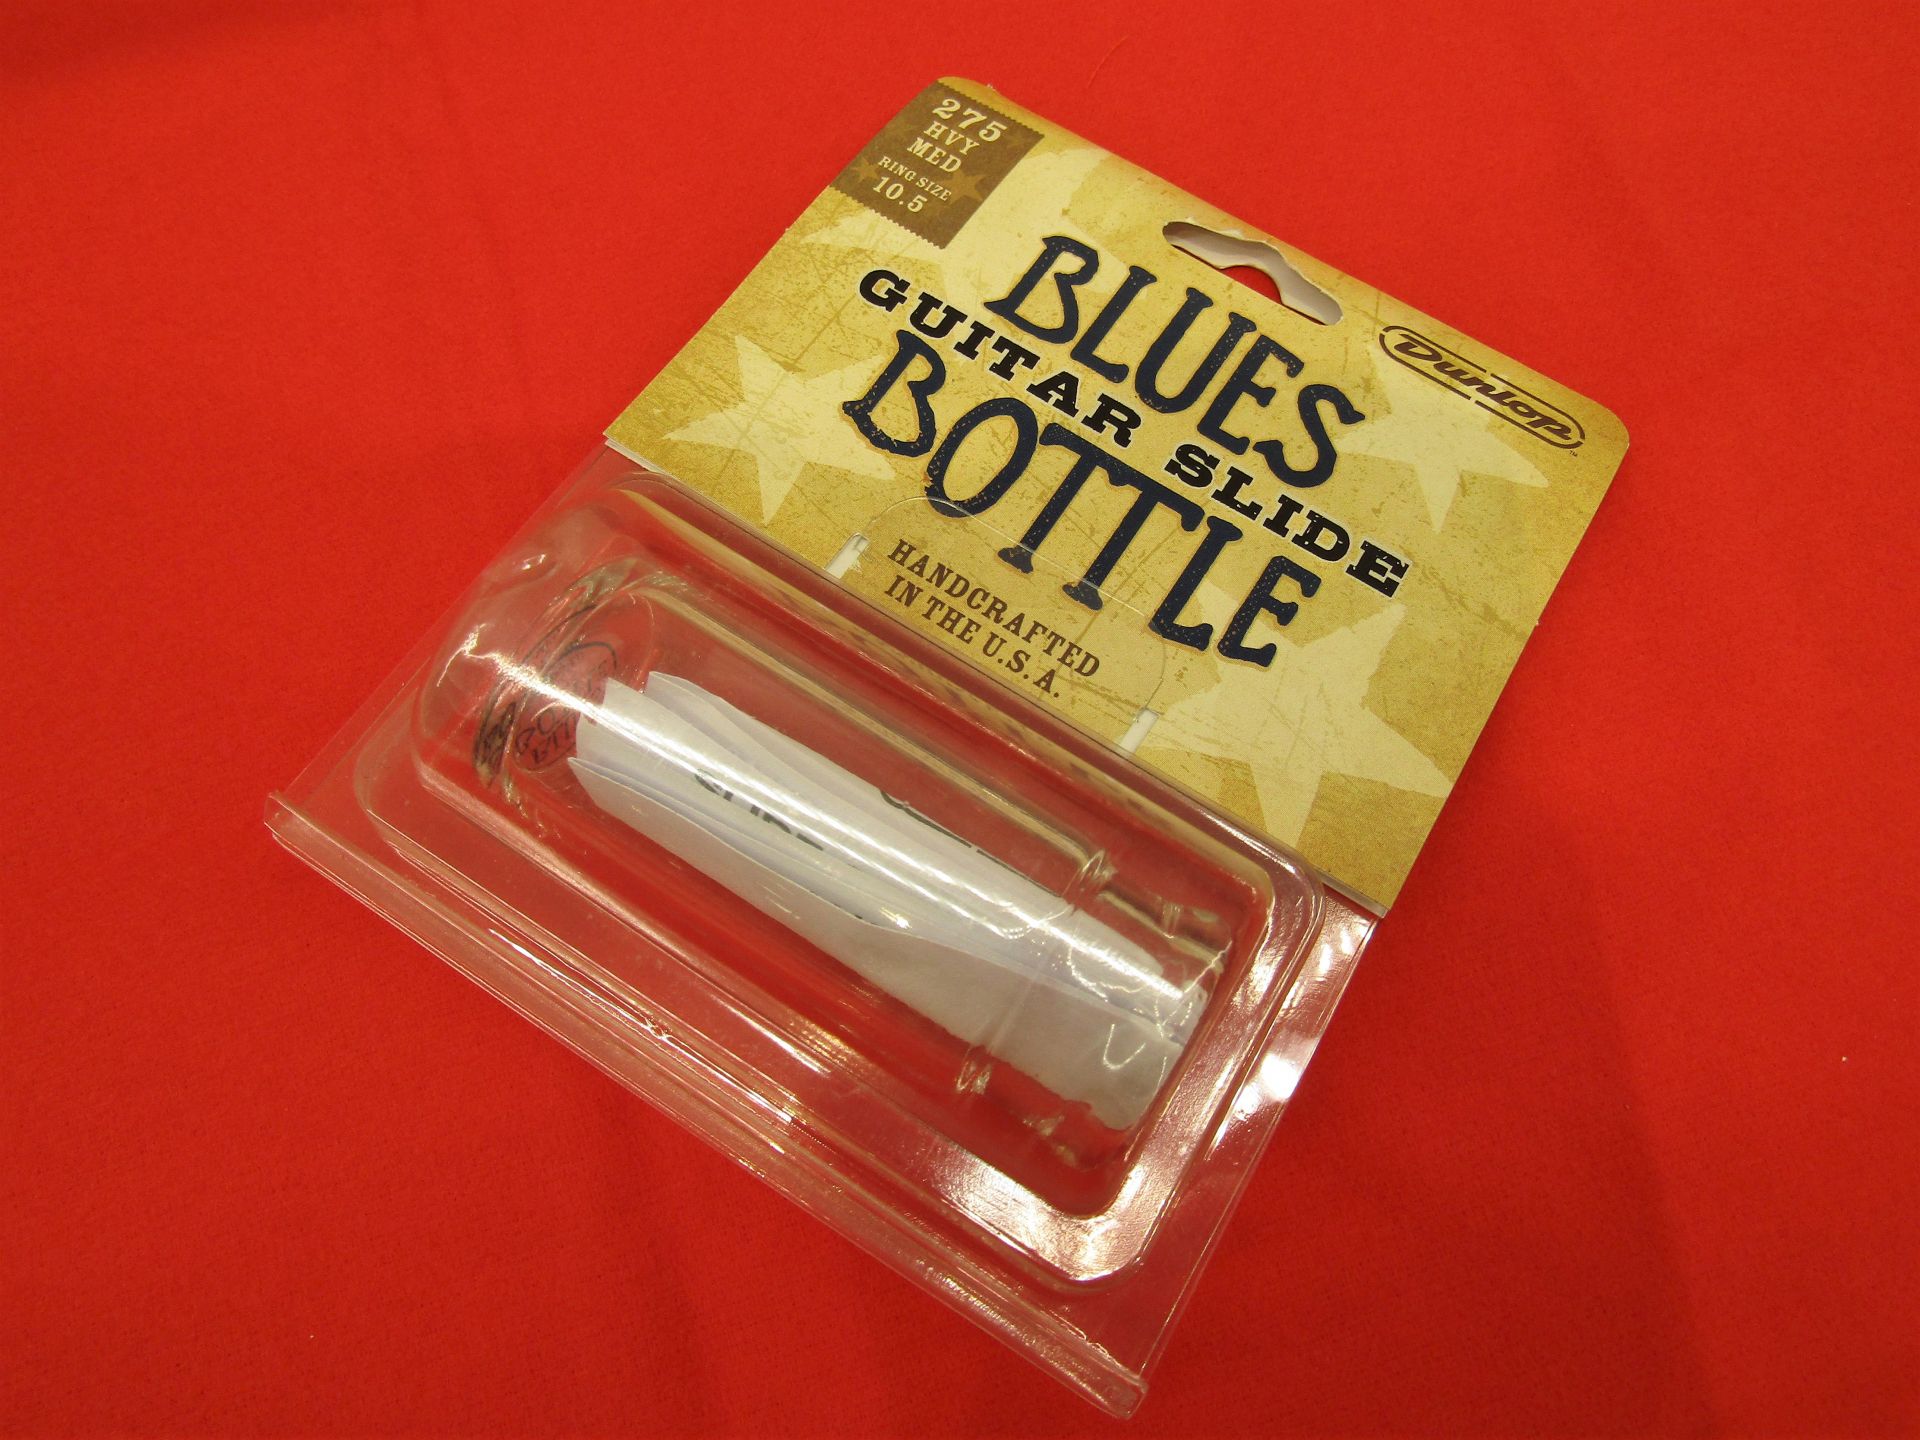 275
HVY
MED
RING SIZE
10.5
BLUES
GUITAR SLIDE
BOTTLE
Dunlop
HANDCRAFTED
IN THE U.S.A.